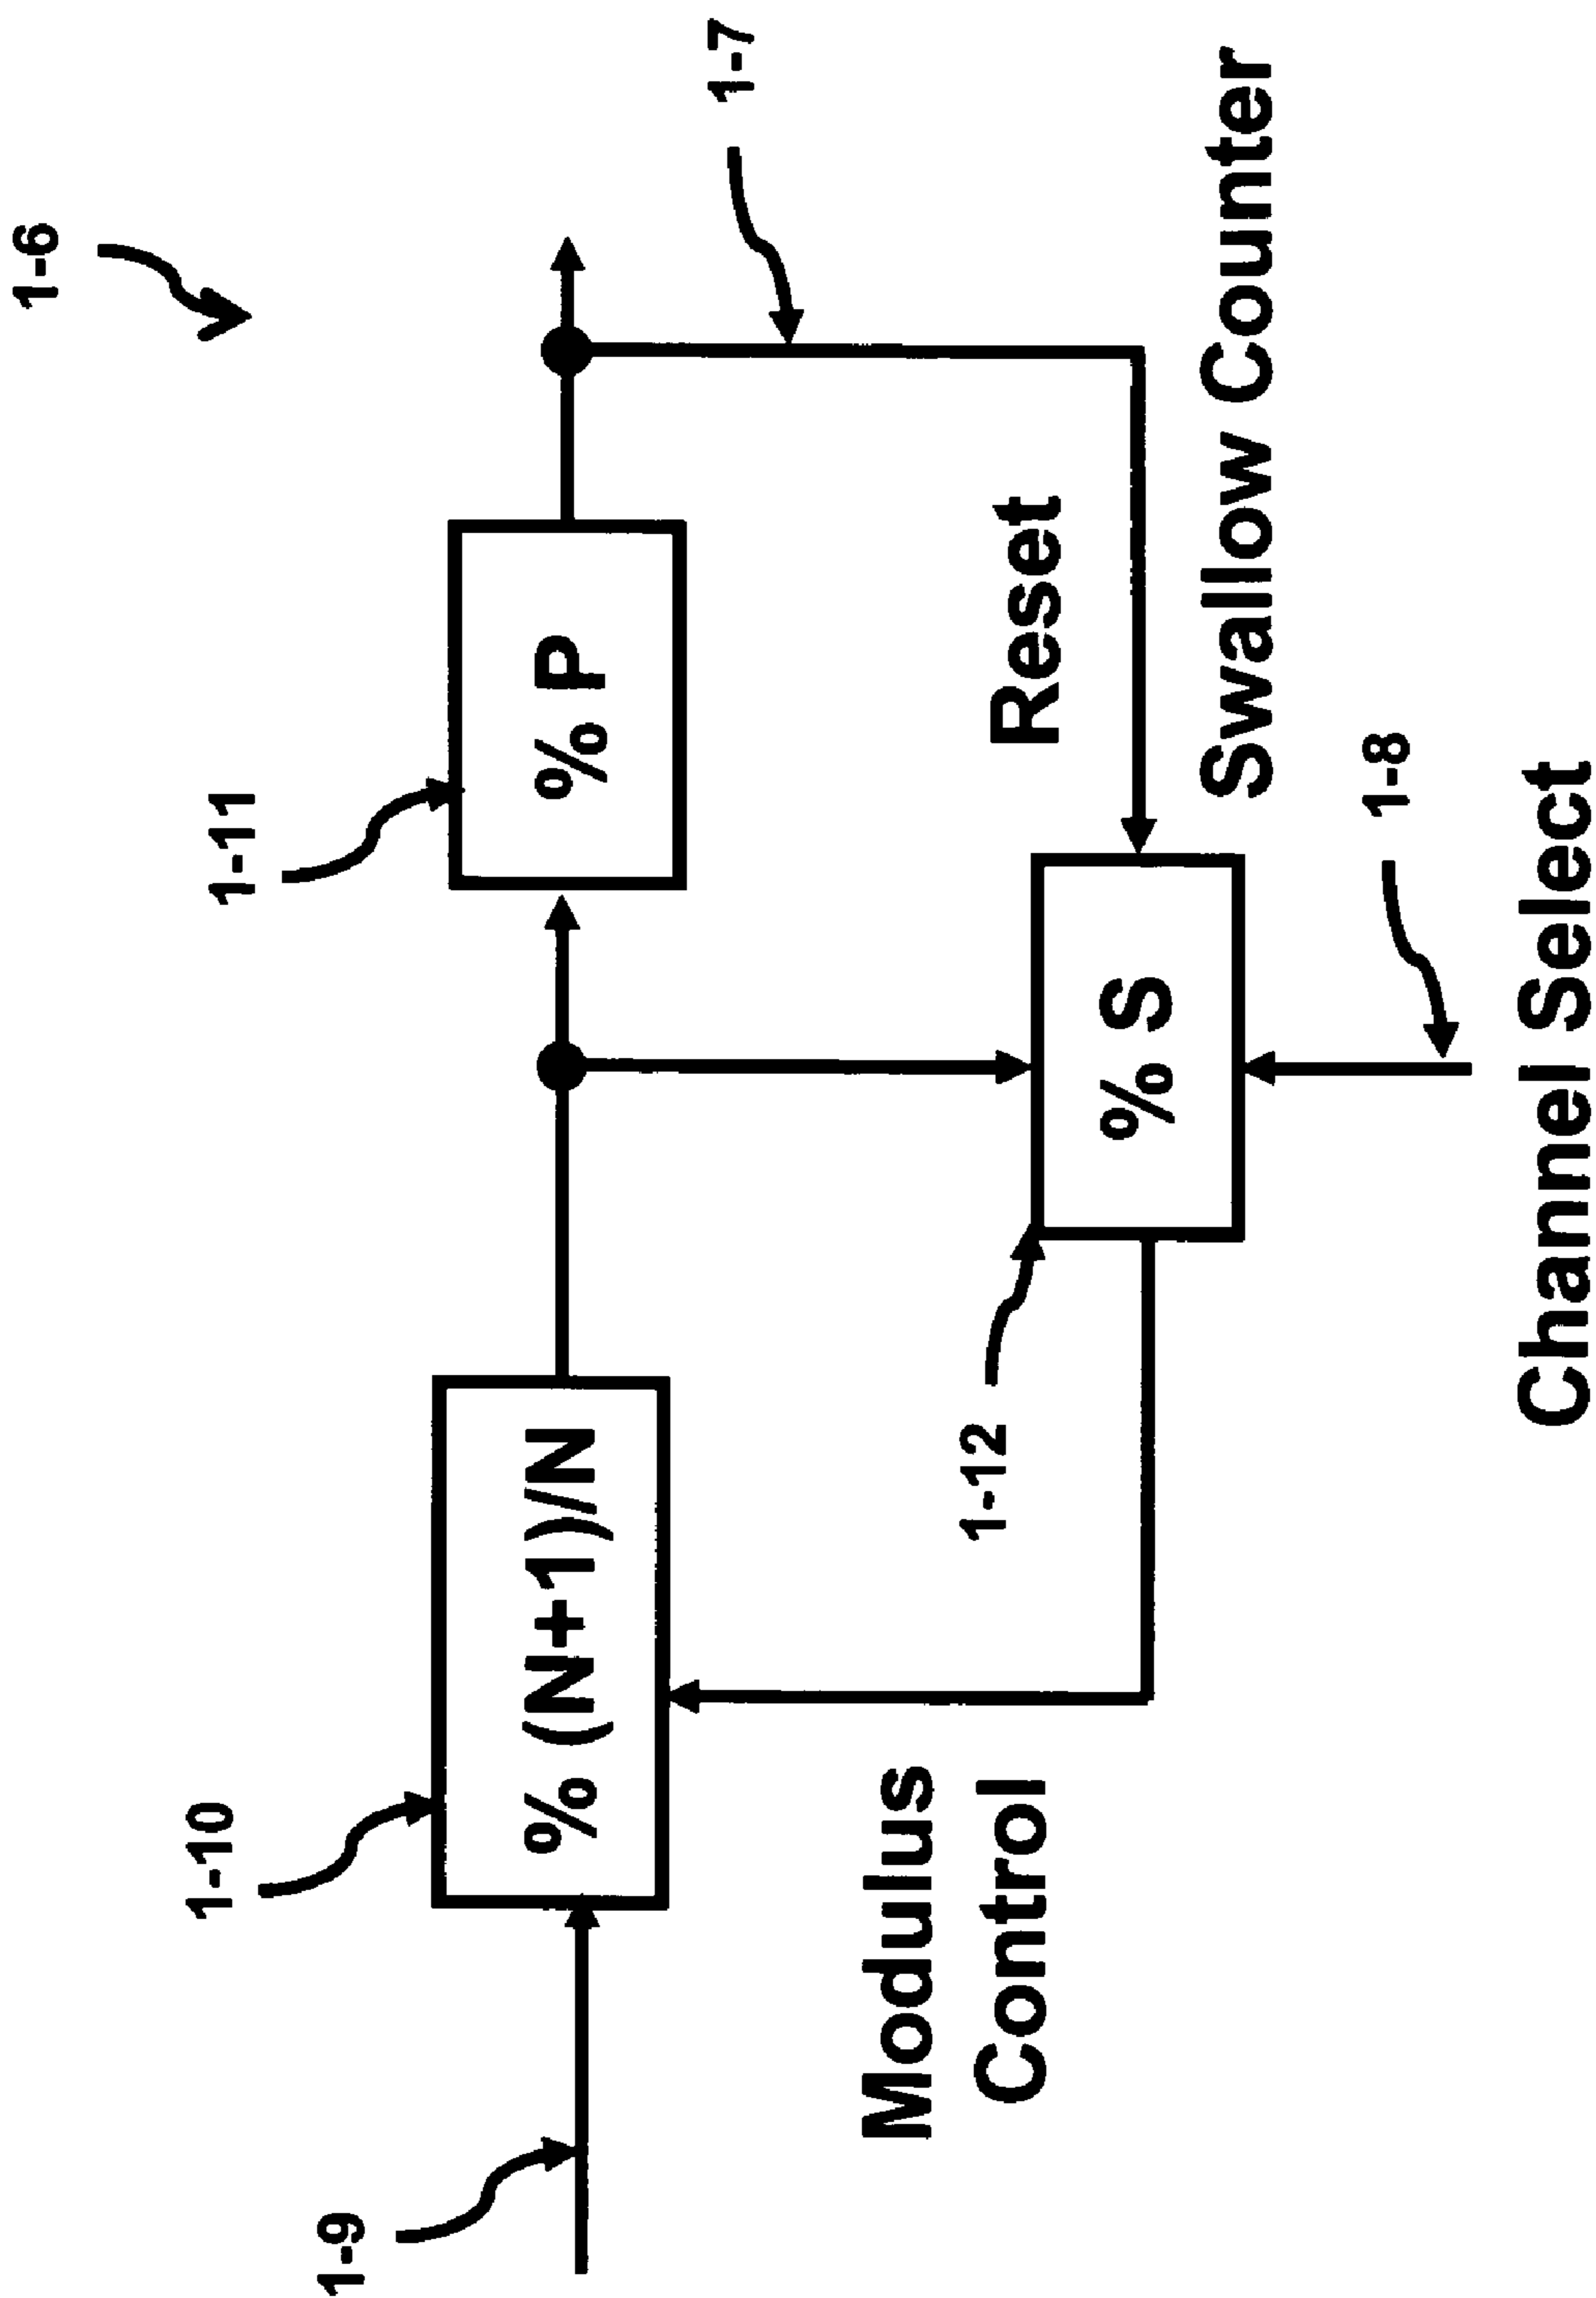 1-6
1-7
1-11
% P
1-10
% (N+1)/N
1-9
Reset
1-12
% S
Swallow Counter
Modulus
Control
1-8
Channel Select